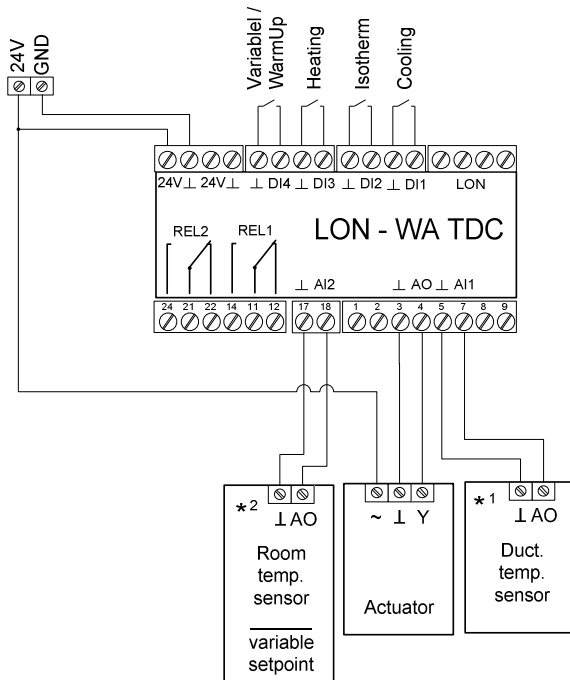 24V
GND
Variablel /
WarmUp
Heating
Isotherm
Cooling
24V ⊥ 24V ⊥ ⊥ DI4 ⊥ DI3 ⊥ DI2 ⊥ DI1 LON
REL2 REL1 LON - WA TDC
⊥ AI2 ⊥ AO ⊥ AI1
24 21 22 14 11 12 17 18 1 2 3 4 5 7 8 9
*2
⊥ AO
Room
temp.
sensor
variable
setpoint
~ ⊥ Y
Actuator
*1
⊥ AO
Duct.
temp.
sensor